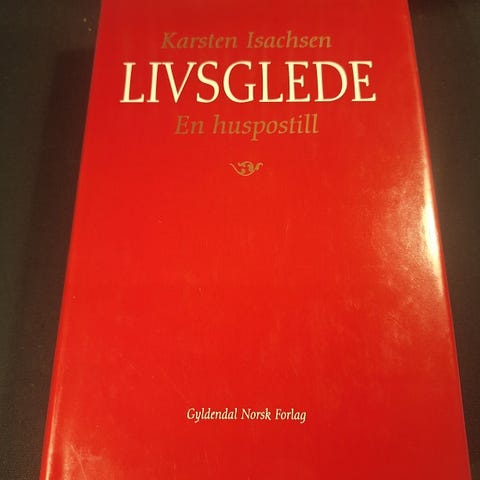 Karsten Isachsen
LIVSGLEDE
En huspostill
Gyldendal Norsk Forlag